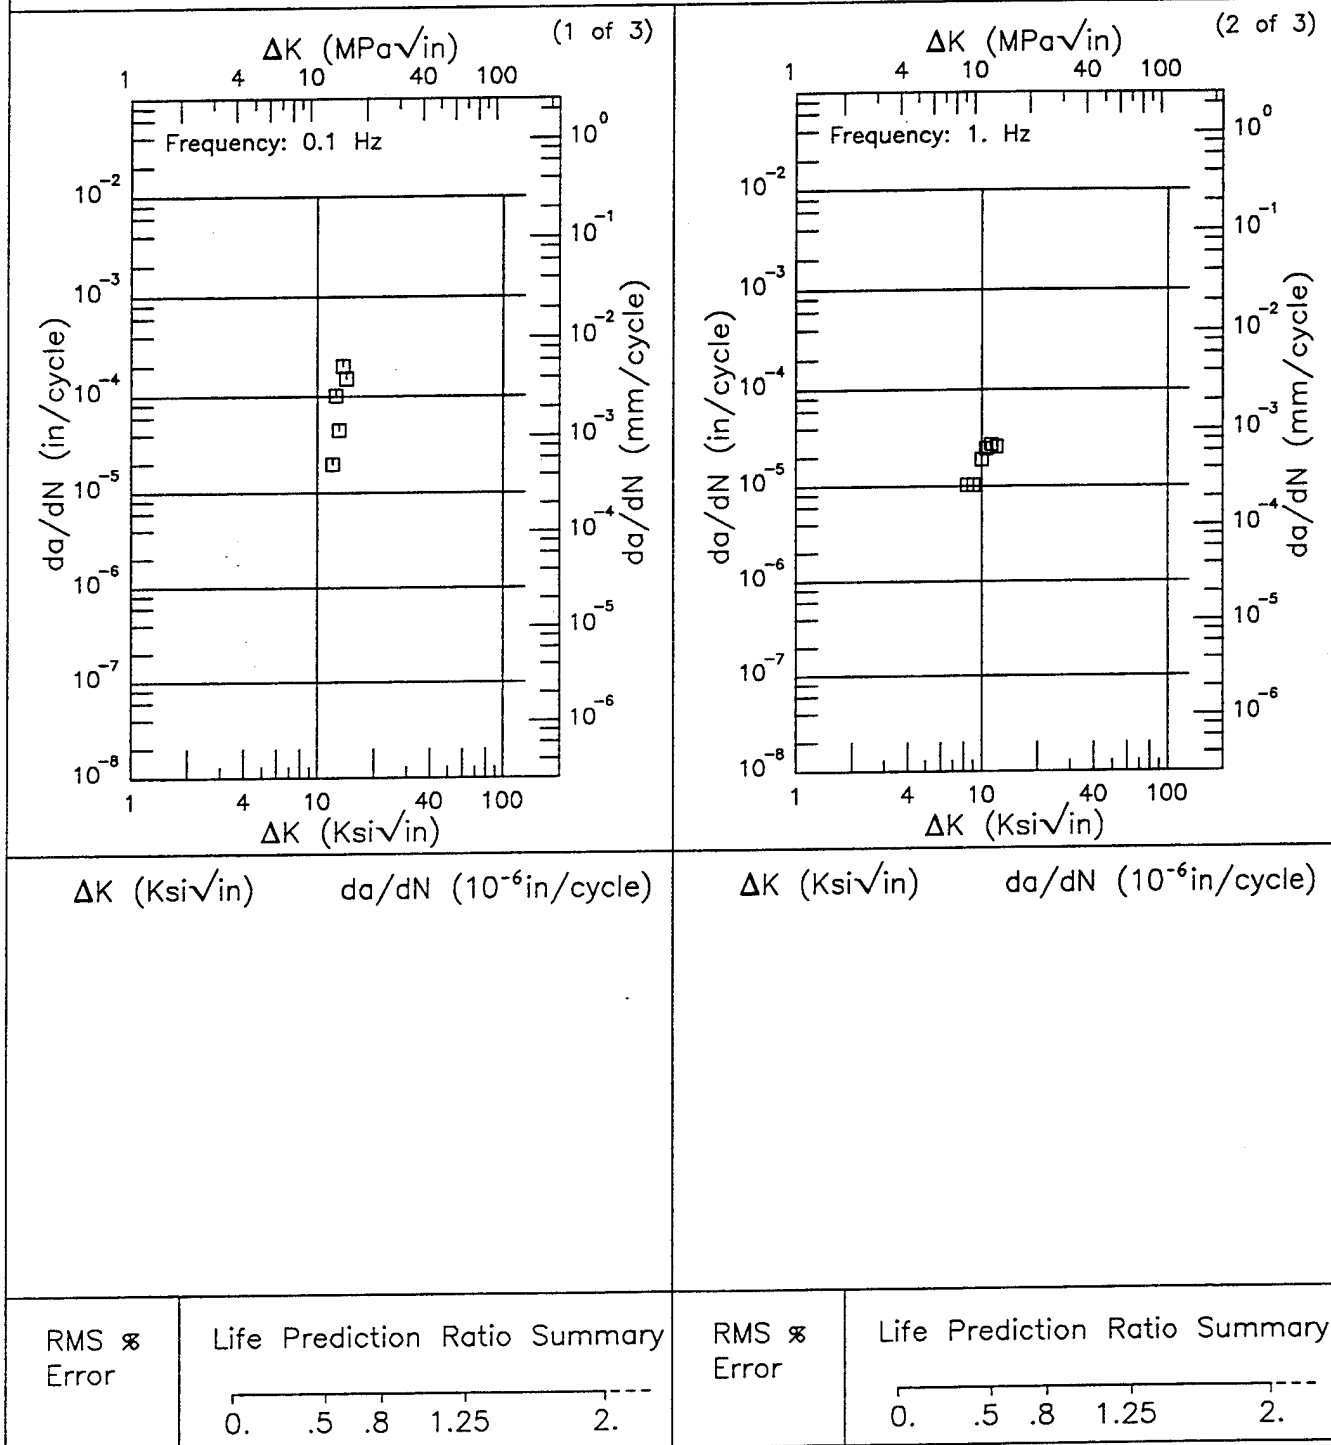 (1 of 3)
ΔK (MPa√in)
1 4 10 40 100
Frequency: 0.1 Hz
10⁰
10⁻²
10⁻¹
10⁻³
10⁻²
10⁻⁴
10⁻³
10⁻⁵
10⁻⁴
10⁻⁶
10⁻⁵
10⁻⁷
10⁻⁶
10⁻⁸
da/dN (in/cycle)
da/dN (mm/cycle)
1 4 10 40 100
ΔK (Ksi√in)
ΔK (Ksi√in) da/dN (10⁻⁶in/cycle)
RMS %
Error
Life Prediction Ratio Summary
0. .5 .8 1.25 2.
(2 of 3)
ΔK (MPa√in)
1 4 10 40 100
Frequency: 1. Hz
10⁰
10⁻²
10⁻¹
10⁻³
10⁻²
10⁻⁴
10⁻³
10⁻⁵
10⁻⁴
10⁻⁶
10⁻⁵
10⁻⁷
10⁻⁶
10⁻⁸
da/dN (in/cycle)
da/dN (mm/cycle)
1 4 10 40 100
ΔK (Ksi√in)
ΔK (Ksi√in) da/dN (10⁻⁶in/cycle)
RMS %
Error
Life Prediction Ratio Summary
0. .5 .8 1.25 2.